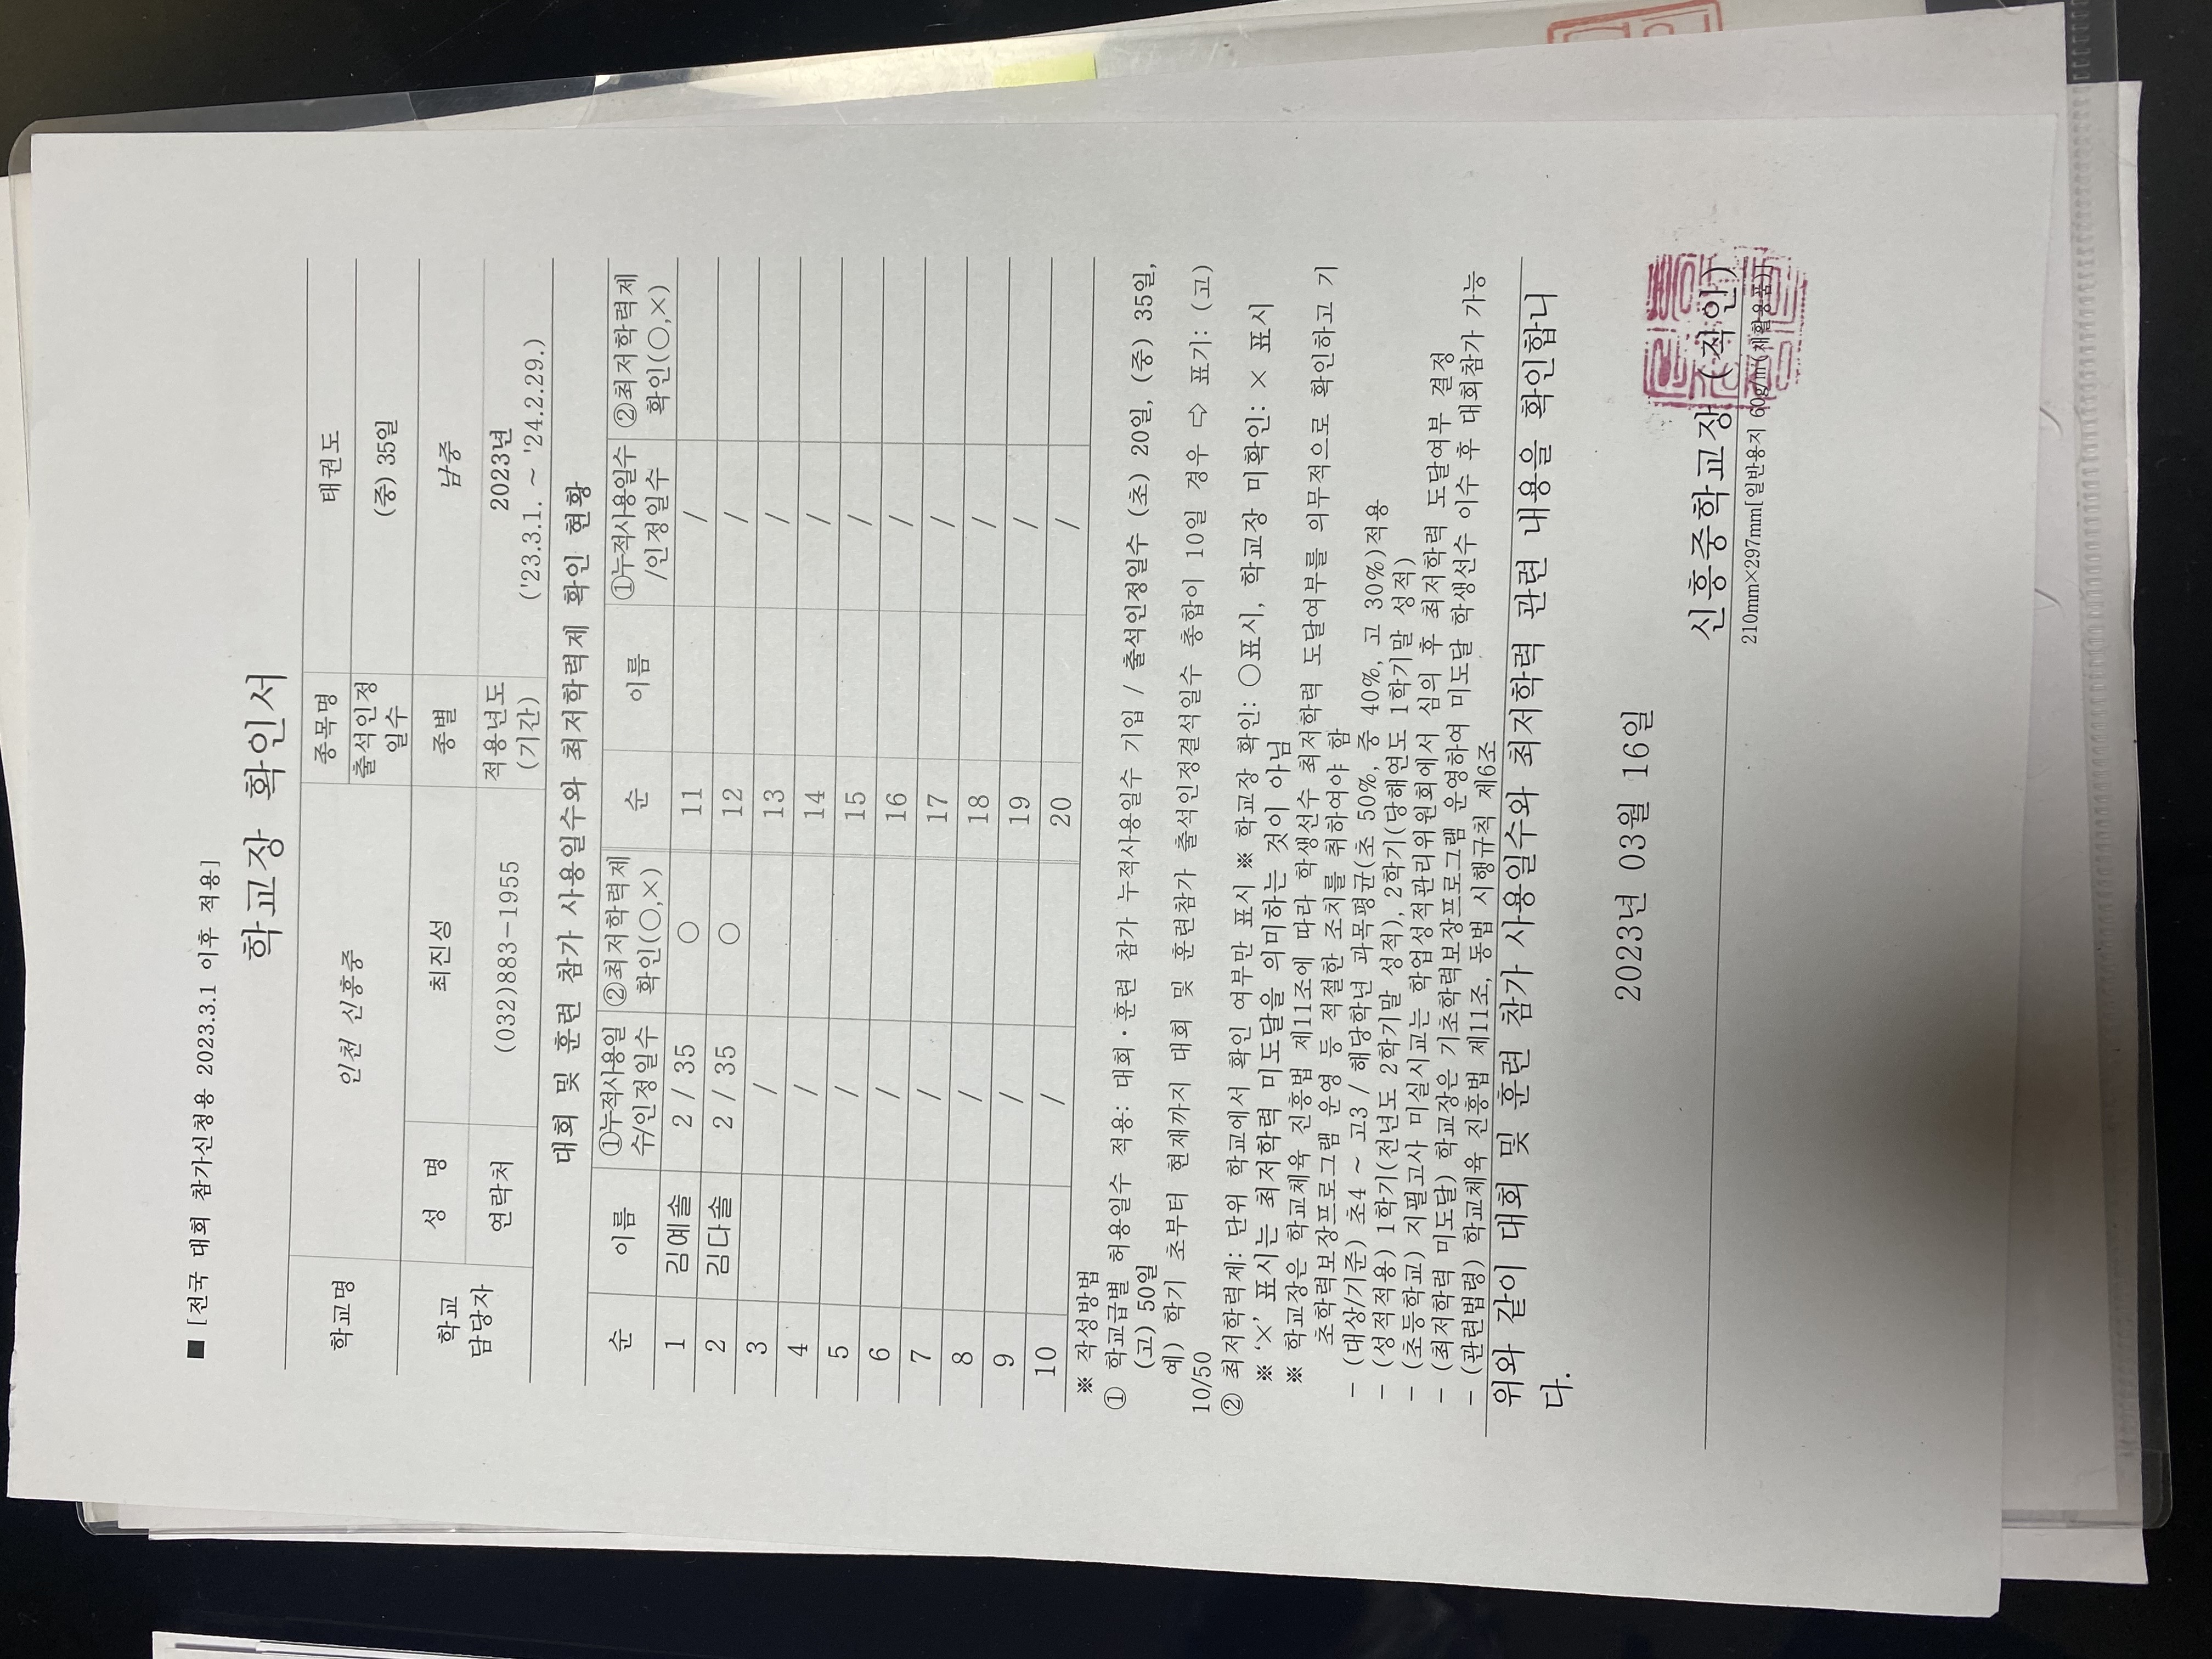 ■ [전국 대회 참가신청용 2023.3.1 이후 적용]
학교장 확인서
학교명 인천 신흥중 종목명 태권도
출석인정 일수 (중) 35일
학교 담당자 성 명 최진성 종별 남중
연락처 (032)883-1955 적용년도 (기간) 2023년 ('23.3.1. ~ '24.2.29.)
대회 및 훈련 참가 사용일수와 최저학력제 확인 현황
순 이름 ①누적사용일수/인정일수 ②최저학력제 확인(○,×) 순 이름 ①누적사용일수/인정일수 ②최저학력제 확인(○,×)
1 김예솔 2 / 35 ○ 11 /
2 김다솔 2 / 35 ○ 12 /
3 / 13 /
4 / 14 /
5 / 15 /
6 / 16 /
7 / 17 /
8 / 18 /
9 / 19 /
10 / 20 /
※ 작성방법
① 학교급별 허용일수 적용: 대회·훈련 참가 누적사용일수 기입 / 출석인정일수 (초) 20일, (중) 35일,
(고) 50일
예) 학기 초부터 현재까지 대회 및 훈련참가 출석인정결석일수 총합이 10일 경우 ⇨ 표기: (고)
10/50
② 최저학력제: 단위 학교에서 확인 여부만 표시 ※ 학교장 확인: ○표시, 학교장 미확인: × 표시
※ '×' 표시는 최저학력 미도달을 의미하는 것이 아님
※ 학교장은 학교체육 진흥법 제11조에 따라 학생선수 최저학력 도달여부를 의무적으로 확인하고 기
초학력보장프로그램 운영 등 적절한 조치를 취하여야 함
- (대상/기준) 초4 ~ 고3 / 해당학년 과목평균(초 50%, 중 40%, 고 30%)적용
- (성적적용) 1학기(전년도 2학기말 성적), 2학기(당해연도 1학기말 성적)
- (초등학교) 지필고사 미실시교는 학업성적관리위원회에서 심의 후 최저학력 도달여부 결정
- (최저학력 미도달) 학교장은 기초학력보장프로그램 운영하여 미도달 학생선수 이수 후 대회참가 가능
- (관련법령) 학교체육 진흥법 제11조, 동법 시행규칙 제6조
위와 같이 대회 및 훈련 참가 사용일수와 최저학력 관련 내용을 확인합니
다.
2023년 03월 16일
신흥중학교장 (직인)
210mm×297mm[일반용지 60g/㎡(재활용품)]